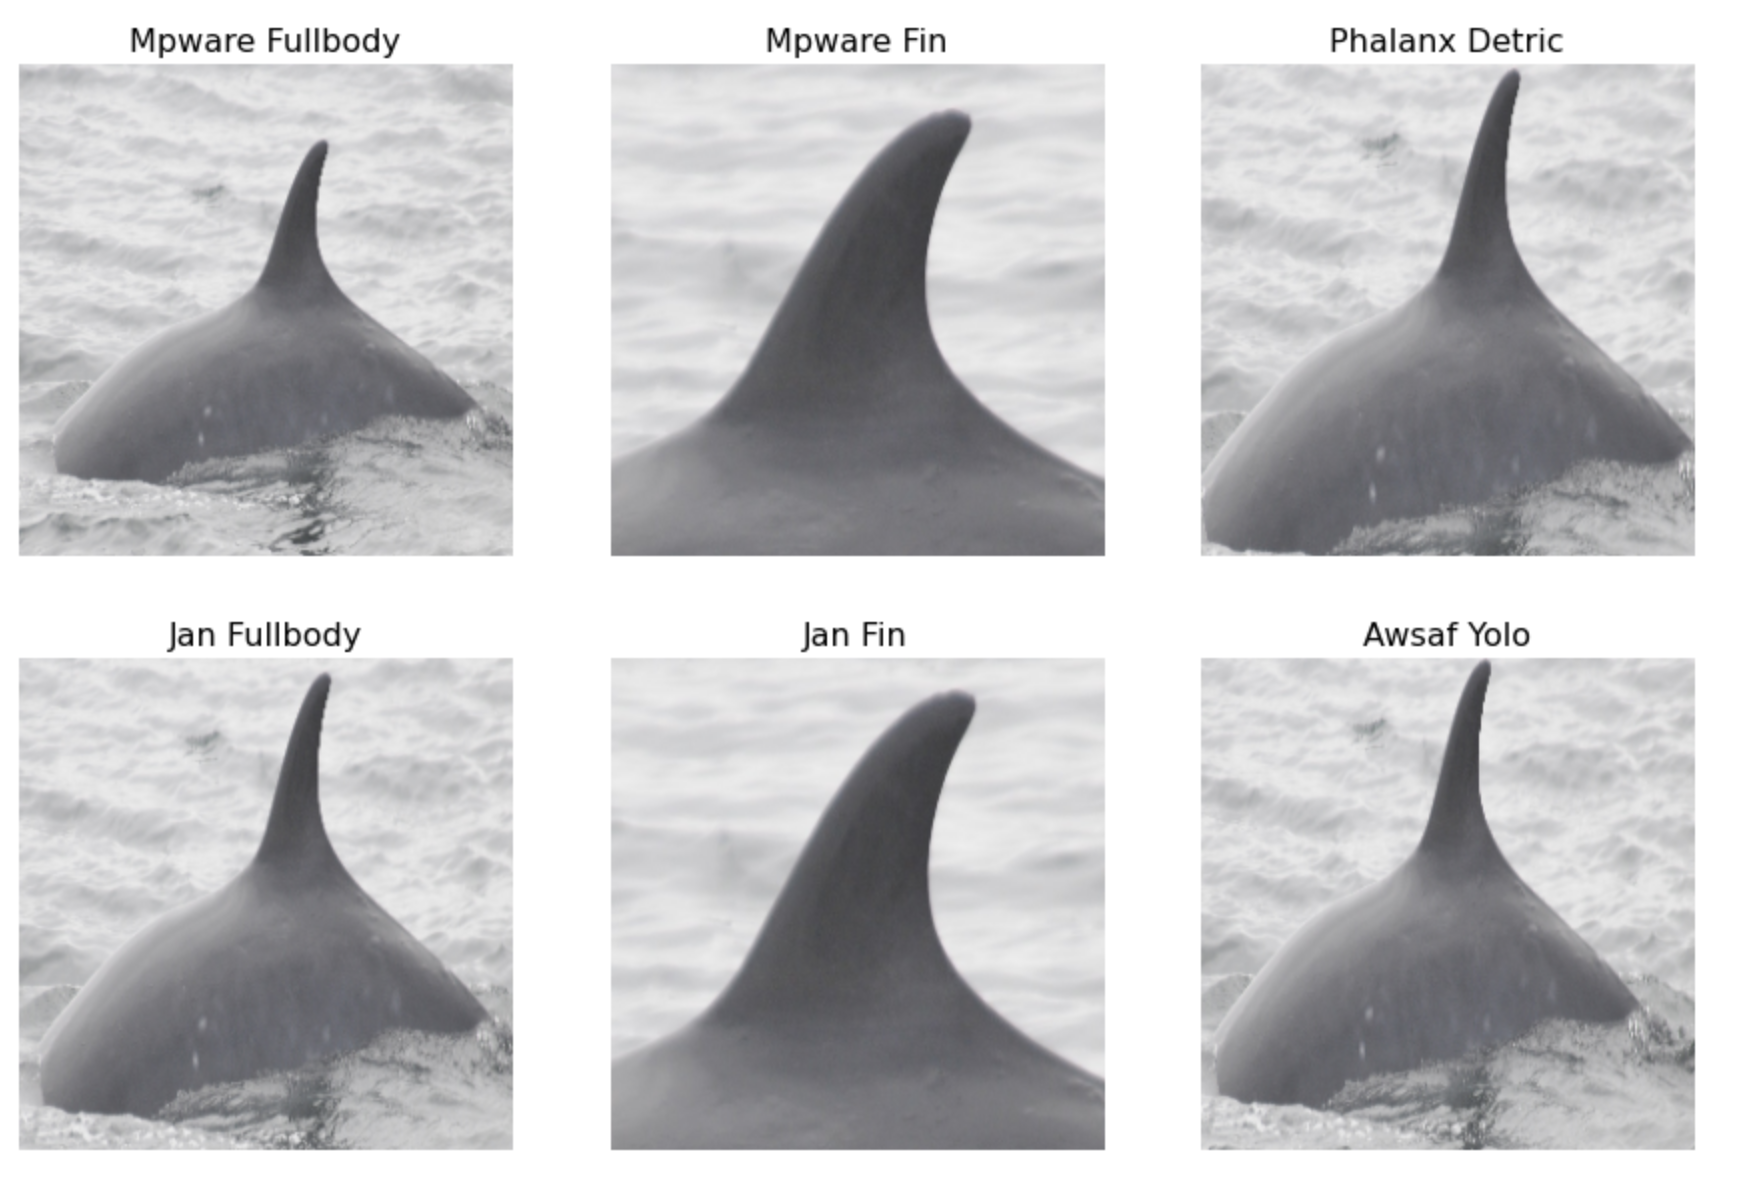 Mpware Fullbody
Mpware Fin
Phalanx Detric
Jan Fullbody
Jan Fin
Awsaf Yolo